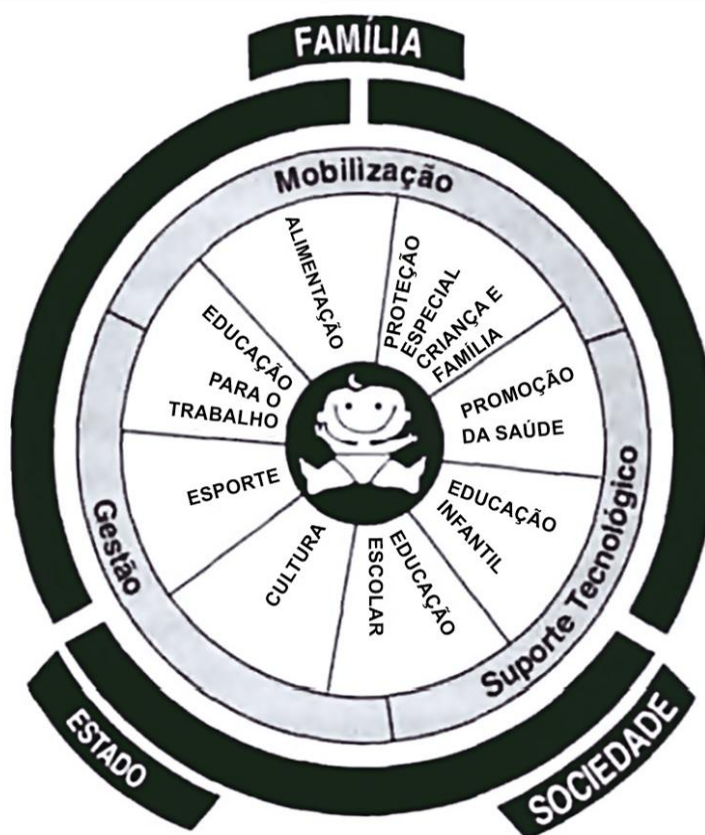 FAMÍLIA
Mobilização
ALIMENTAÇÃO
PROTEÇÃO
ESPECIAL
CRIANÇA E
FAMÍLIA
PROMOÇÃO
DA SAÚDE
EDUCAÇÃO
INFANTIL
EDUCAÇÃO
ESCOLAR
CULTURA
ESPORTE
EDUCAÇÃO
PARA O
TRABALHO
Gestão
Suporte Tecnológico
ESTADO
SOCIEDADE